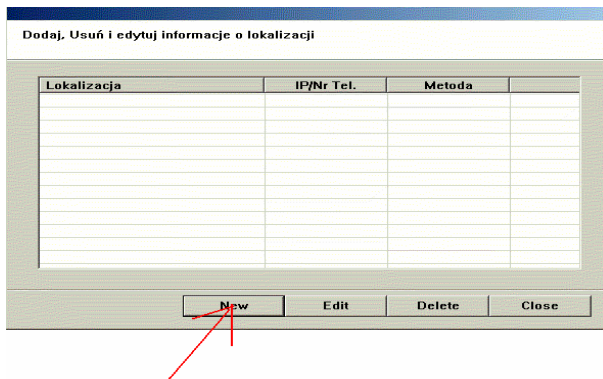 Dodaj, Usuń i edytuj informacje o lokalizacji
Lokalizacja IP/Nr Tel. Metoda
New Edit Delete Close